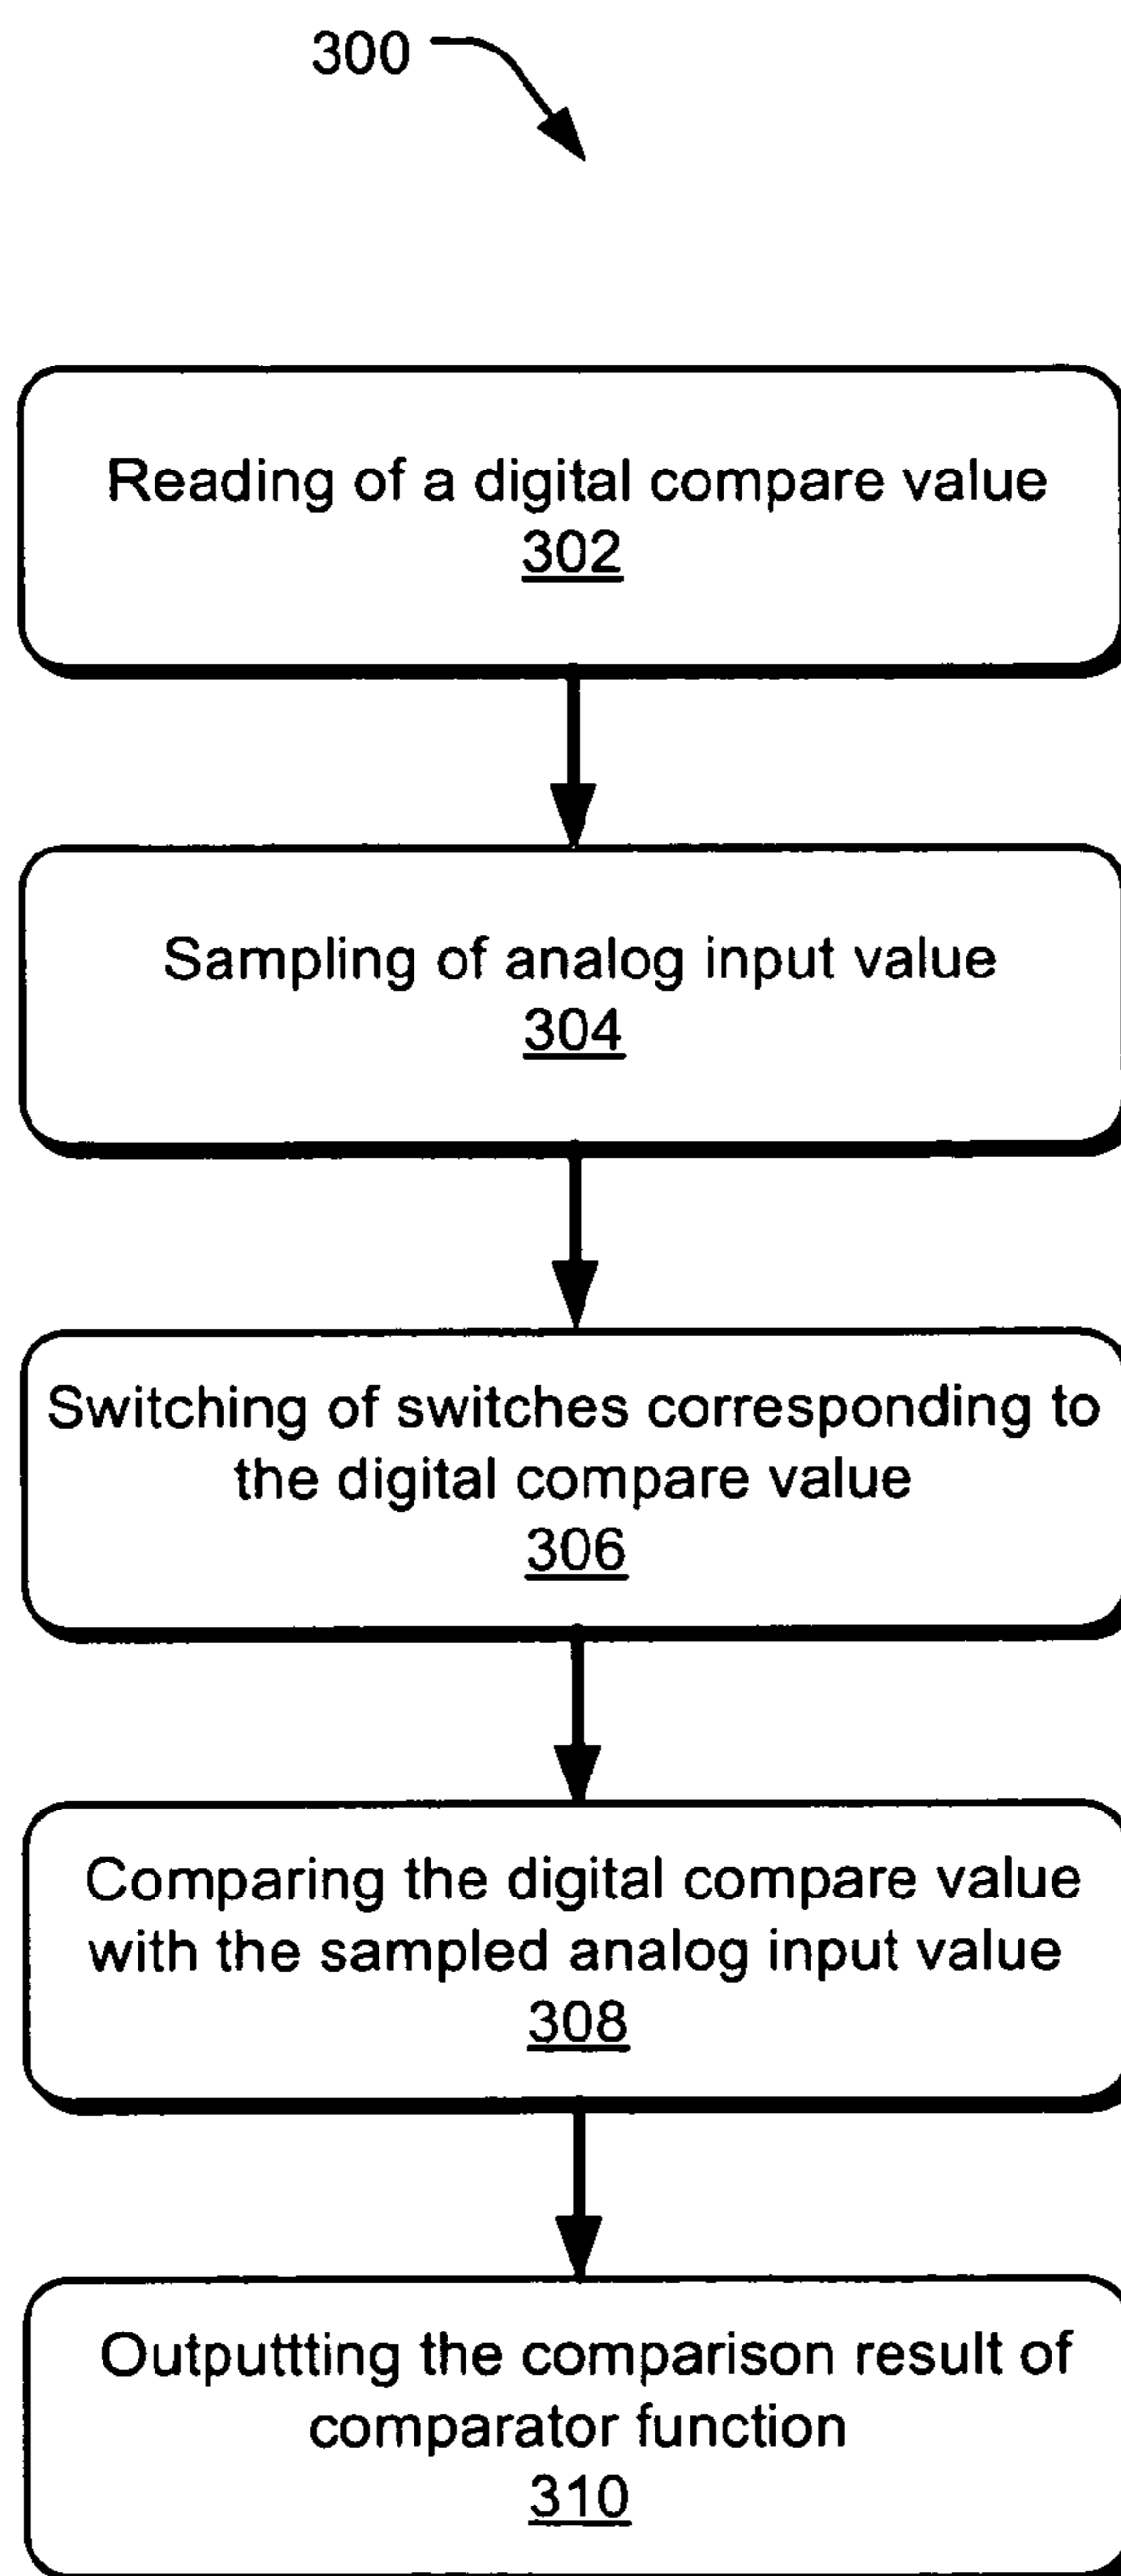 300
Reading of a digital compare value
302
Sampling of analog input value
304
Switching of switches corresponding to
the digital compare value
306
Comparing the digital compare value
with the sampled analog input value
308
Outputtting the comparison result of
comparator function
310